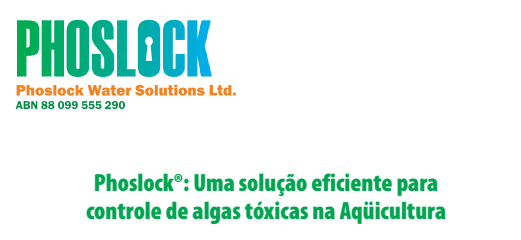 PHOSLOCK
Phoslock Water Solutions Ltd.
ABN 88 099 555 290
Phoslock®: Uma solução eficiente para
controle de algas tóxicas na Aqüicultura